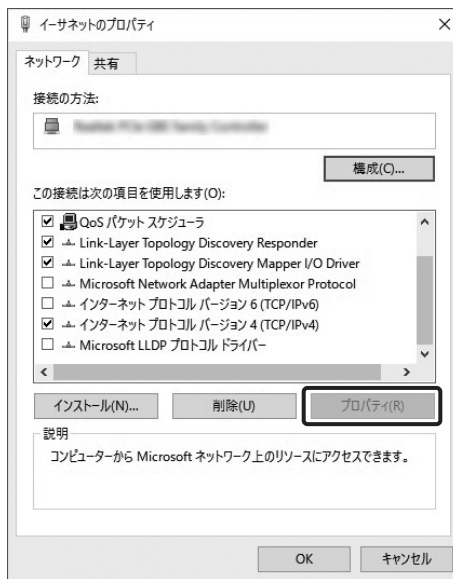 イーサネットのプロパティ
ネットワーク 共有
接続の方法:
構成(C)...
この接続は次の項目を使用します(O):
QoS パケット スケジューラ
Link-Layer Topology Discovery Responder
Link-Layer Topology Discovery Mapper I/O Driver
Microsoft Network Adapter Multiplexor Protocol
インターネット プロトコル バージョン 6 (TCP/IPv6)
インターネット プロトコル バージョン 4 (TCP/IPv4)
Microsoft LLDP プロトコル ドライバー
インストール(N)... 削除(U) プロパティ(R)
説明
コンピューターから Microsoft ネットワーク上のリソースにアクセスできます。
OK キャンセル